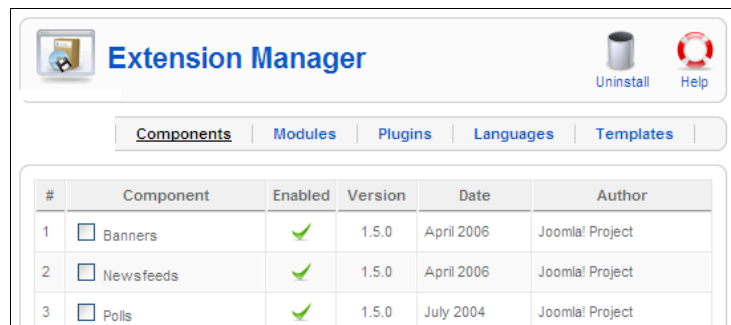 Extension Manager
Uninstall
Help
Components Modules Plugins Languages Templates
# Component Enabled Version Date Author
1 Banners 1.5.0 April 2006 Joomla! Project
2 Newsfeeds 1.5.0 April 2006 Joomla! Project
3 Polls 1.5.0 July 2004 Joomla! Project